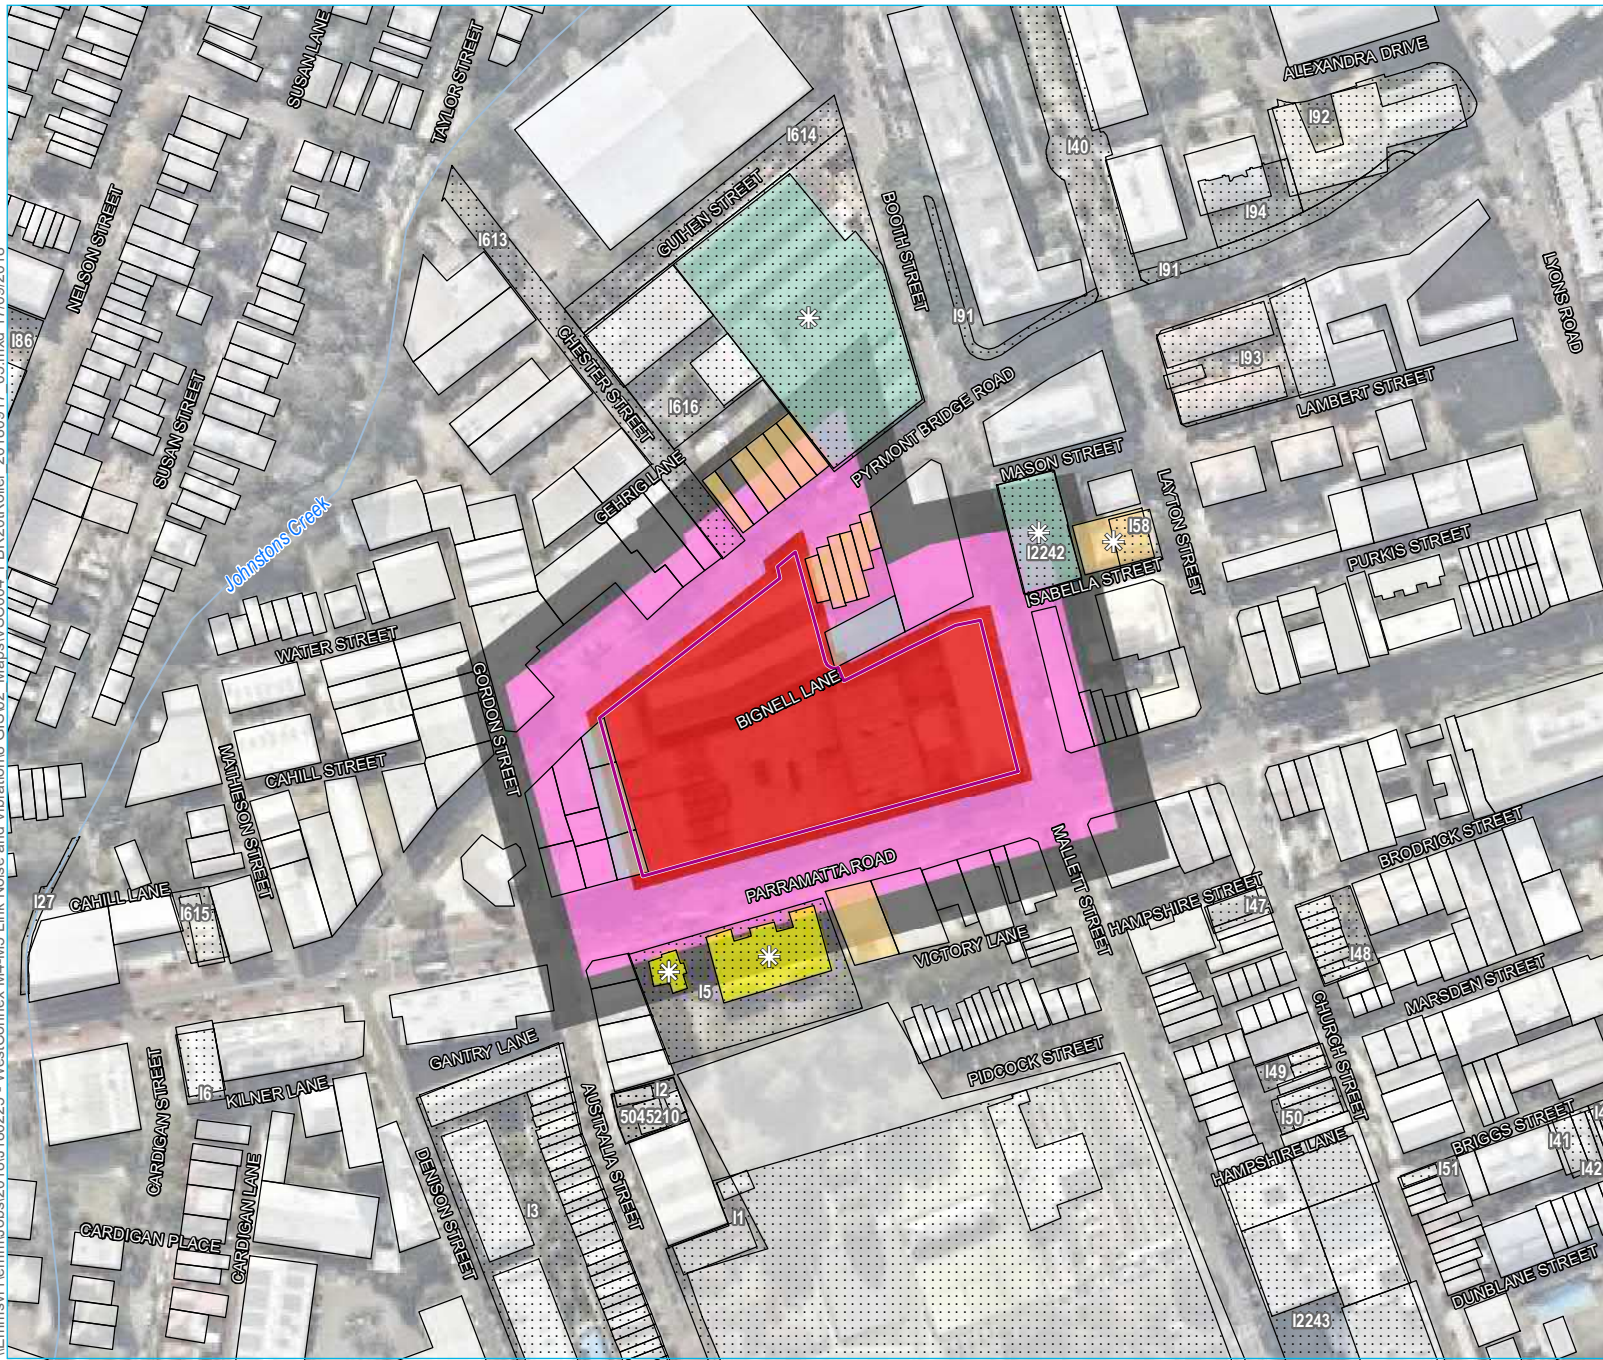 SUSAN LANE
TAYLOR STREET
ALEXANDRA DRIVE
I92
I614
I40
NELSON STREET
GUIHEN STREET
BOOTH STREET
I94
I613
I91
LYONS ROAD
I91
I86
CHESTER STREET
I93
SUSAN STREET
I616
PYRMONT BRIDGE ROAD
LAMBERT STREET
GEHRIG LANE
MASON STREET
LAYTON STREET
Johnstons Creek
I58
I2242
PURKIS STREET
ISABELLA STREET
WATER STREET
GORDON STREET
BIGNELL LANE
MATHIESON STREET
CAHILL STREET
PARRAMATTA ROAD
MALLETT STREET
BRODRICK STREET
I27
CAHILL LANE
I615
HAMPSHIRE STREET
I47
VICTORY LANE
I48
I5
MARSDEN STREET
GANTRY LANE
CHURCH STREET
PIDCOCK STREET
CARDIGAN STREET
I6
KILNER LANE
I2
5045210
AUSTRALIA STREET
I49
I50
HAMPSHIRE LANE
BRIGGS STREET
I41
I42
I51
CARDIGAN LANE
DENISON STREET
I3
I1
CARDIGAN PLACE
DUNBLANE STREET
I2243